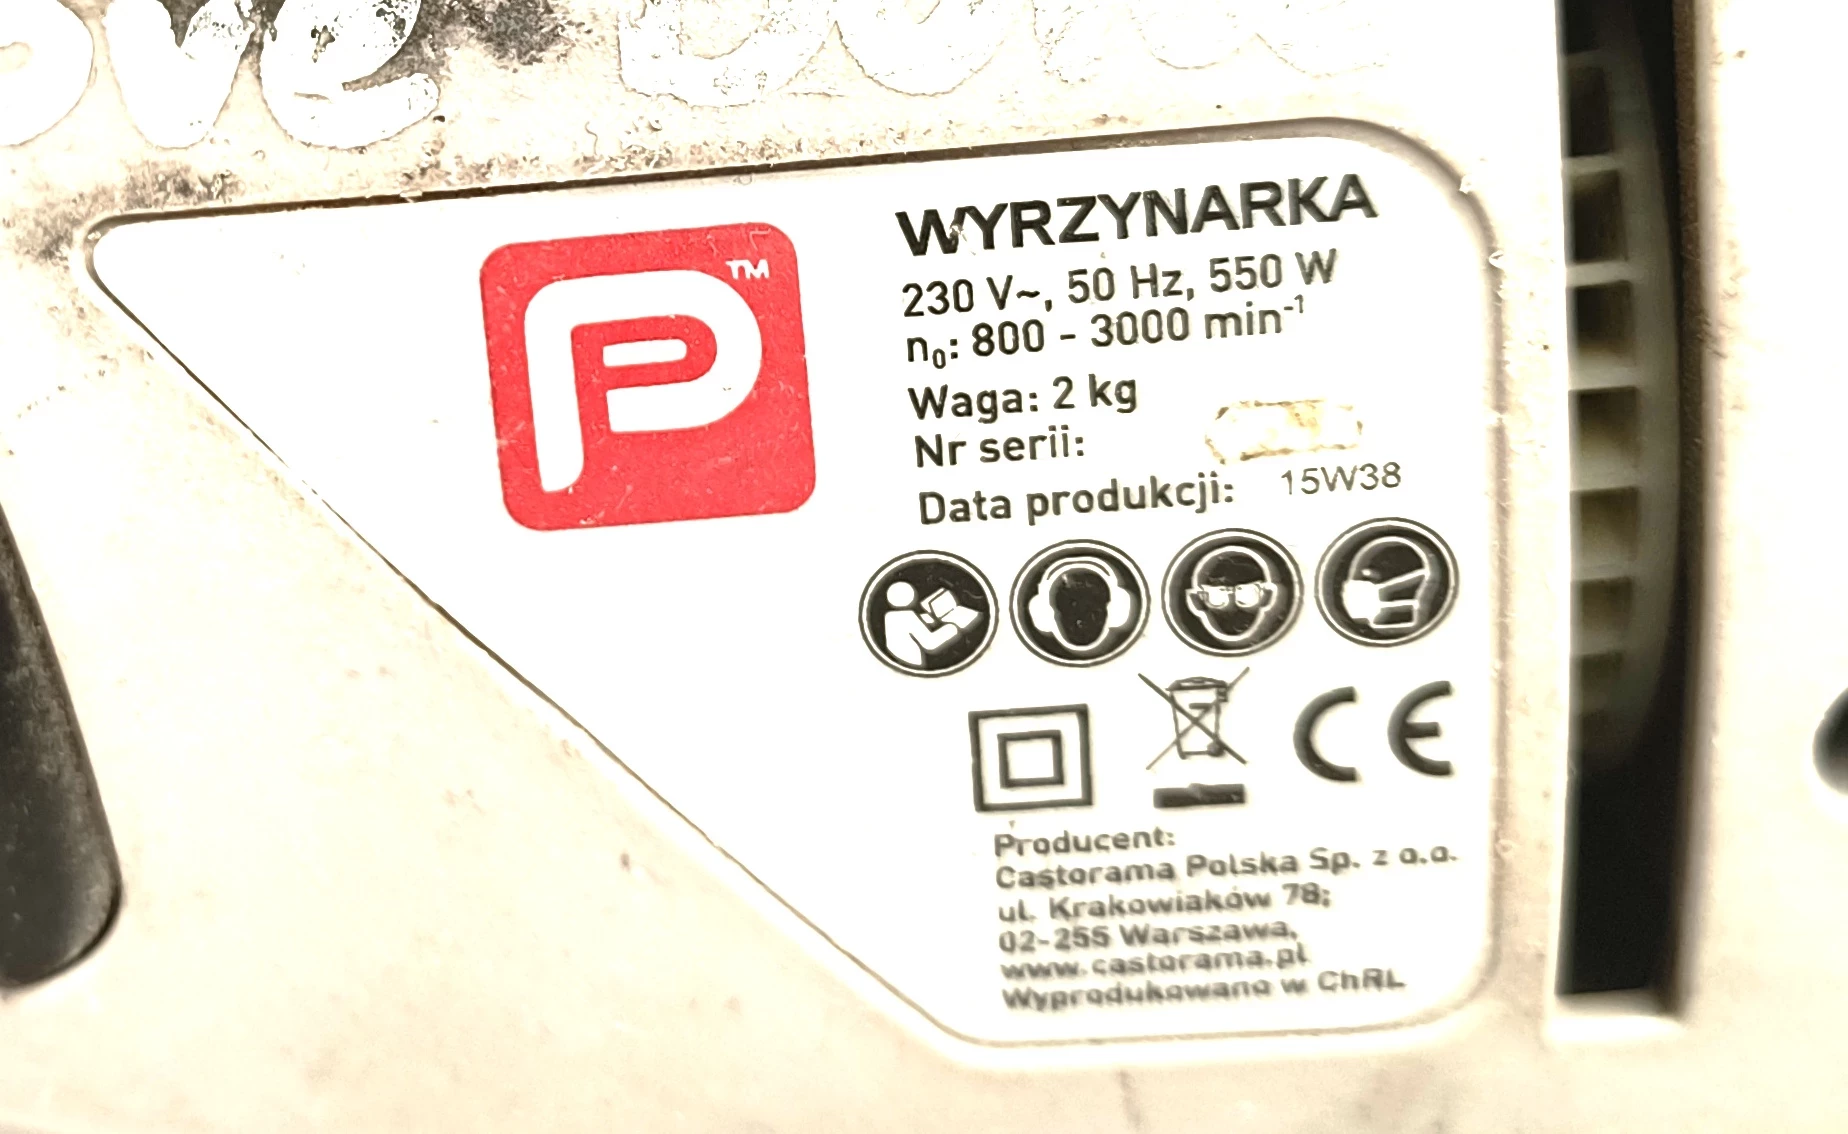 P™
WYRZYNARKA
230 V~, 50 Hz, 550 W
n₀: 800 - 3000 min⁻¹
Waga: 2 kg
Nr serii:
Data produkcji: 15W38
CE
Producent:
Castorama Polska Sp. z o.o.
ul. Krakowiaków 78;
02-255 Warszawa,
www.castorama.pl
Wyprodukowano w ChRL